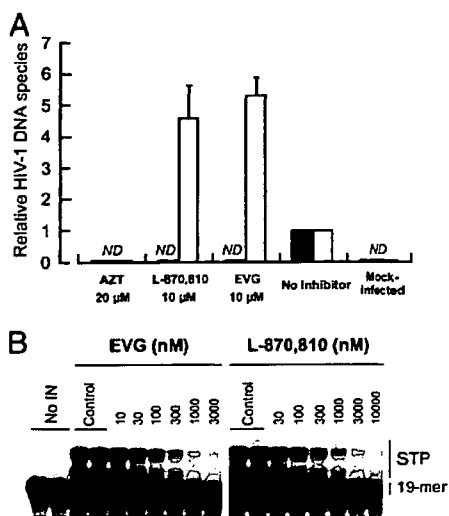 A
Relative HIV-1 DNA species
7
6
5
4
3
2
1
0
ND ND ND ND
AZT L-870,810 EVG No Inhibitor Mock-
20 µM 10 µM 10 µM infected
B
EVG (nM) L-870,810 (nM)
No IN Control 10 30 100 300 1000 3000 Control 30 100 300 1000 3000 10000
STP
19-mer